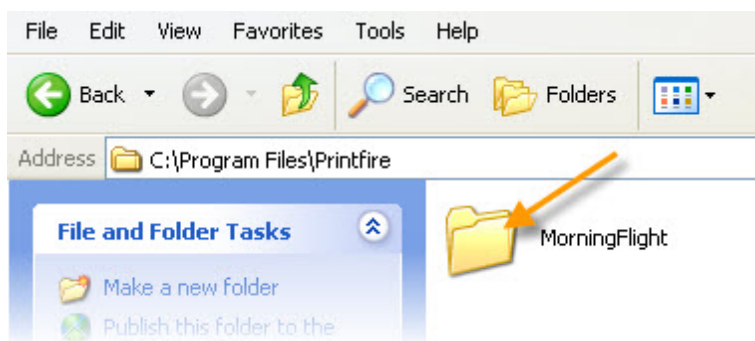 File Edit View Favorites Tools Help
Back Search Folders
Address C:\Program Files\Printfire
File and Folder Tasks
MorningFlight
Make a new folder
Publish this folder to the